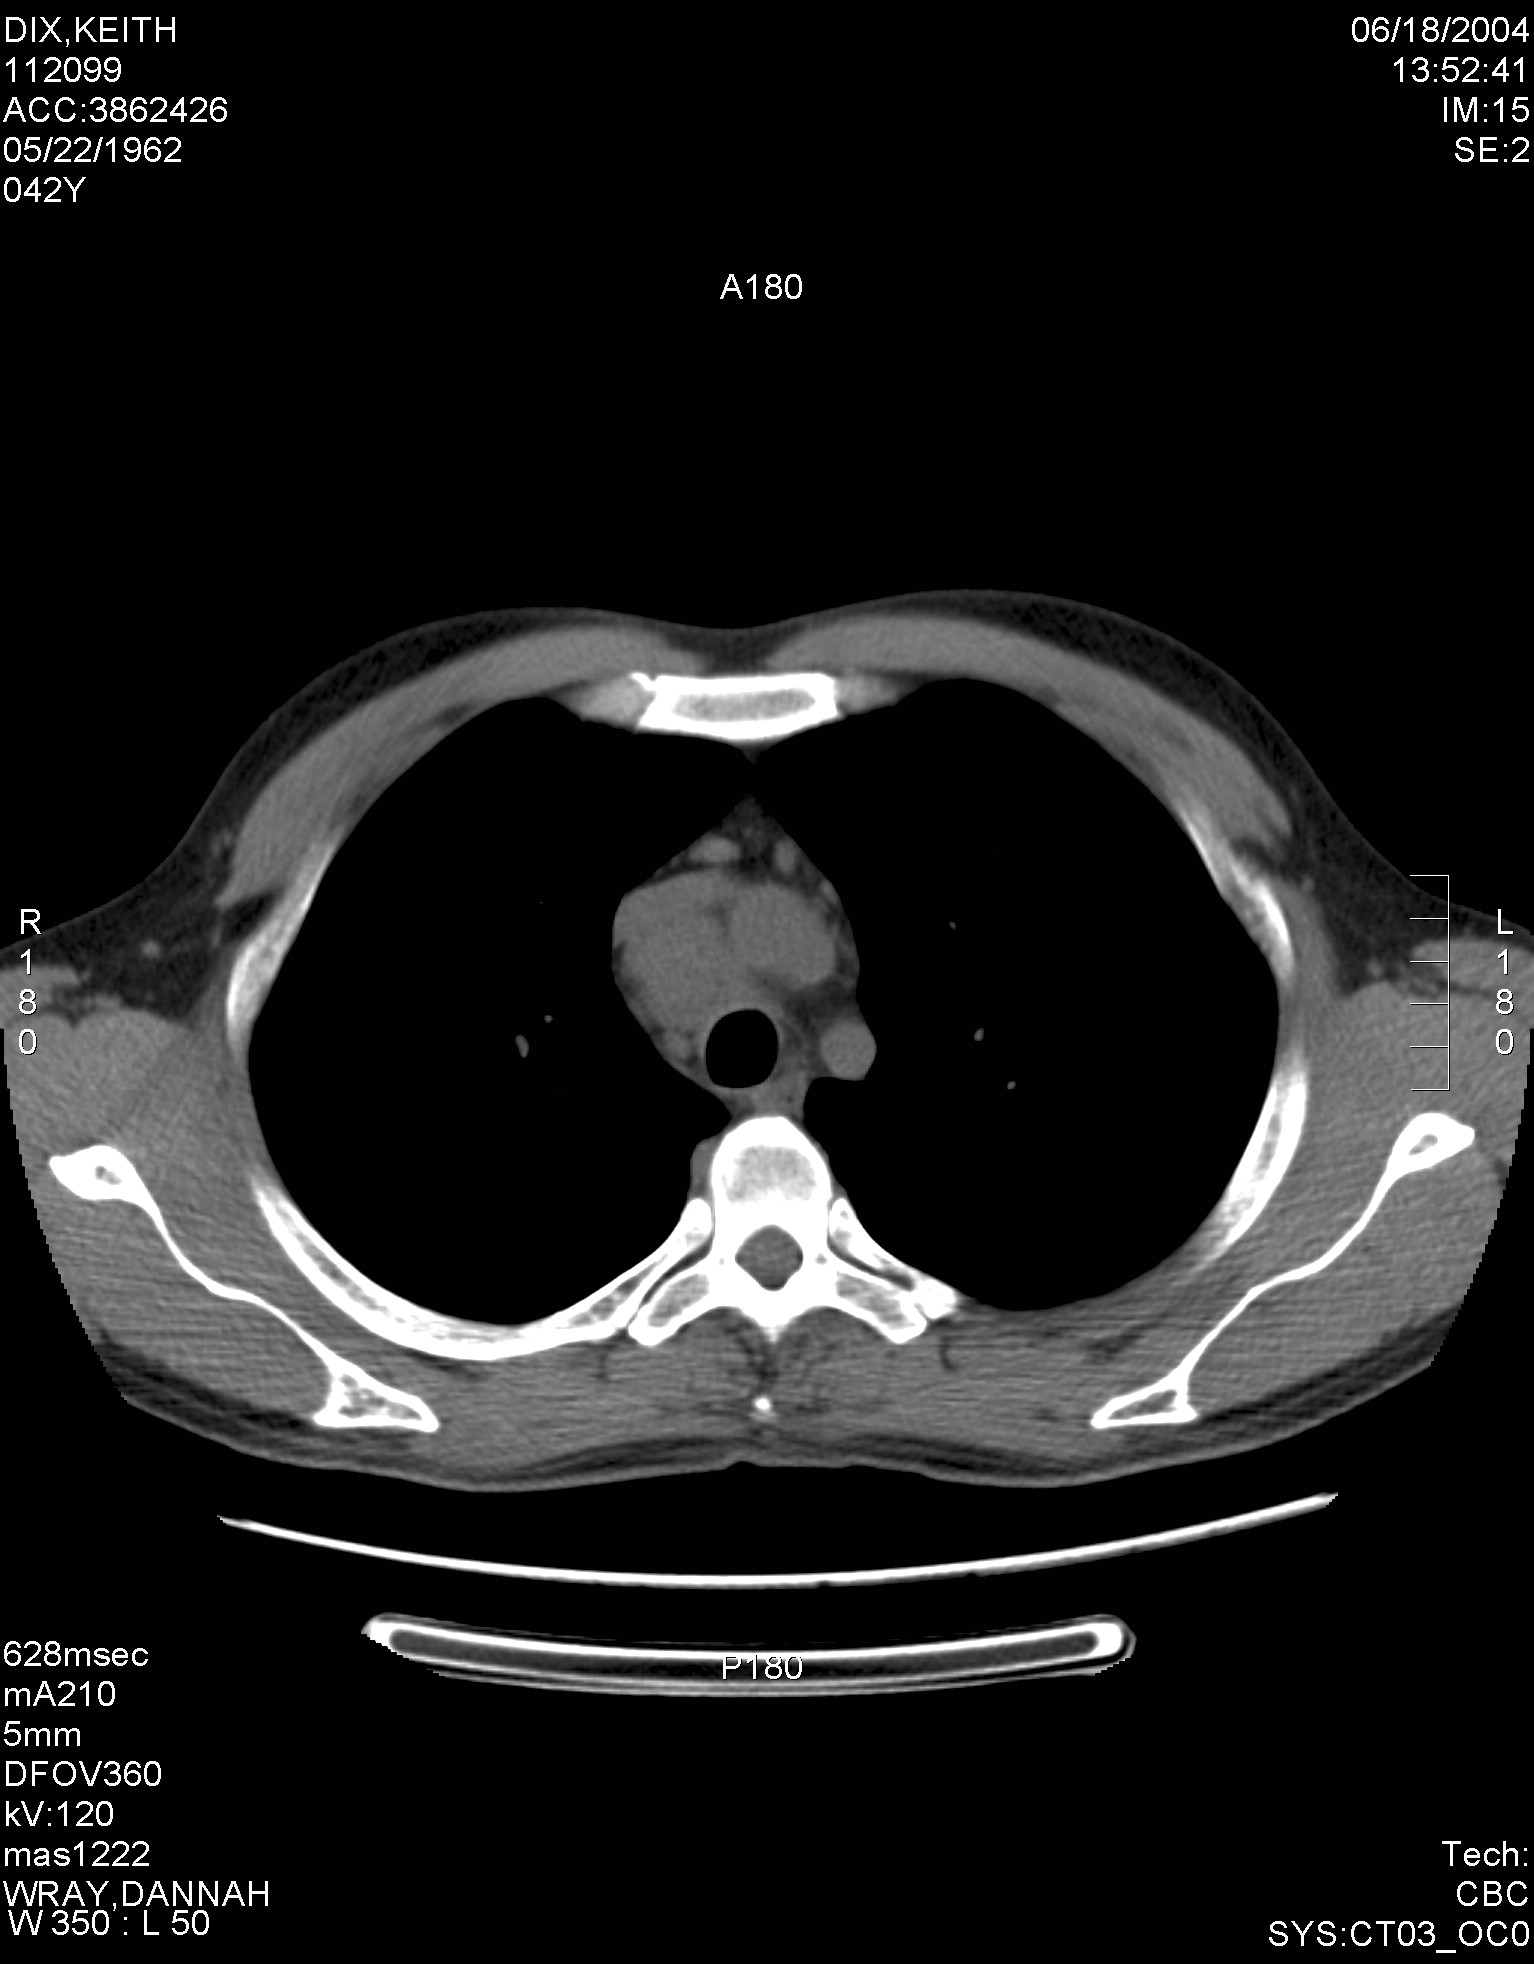 DIX,KEITH
112099
ACC:3862426
05/22/1962
042Y
06/18/2004
13:52:41
IM:15
SE:2
A180
R
1
8
0
L
1
8
0
P180
628msec
mA210
5mm
DFOV360
kV:120
mas1222
WRAY,DANNAH
W 350 : L 50
Tech:
CBC
SYS:CT03_OC0